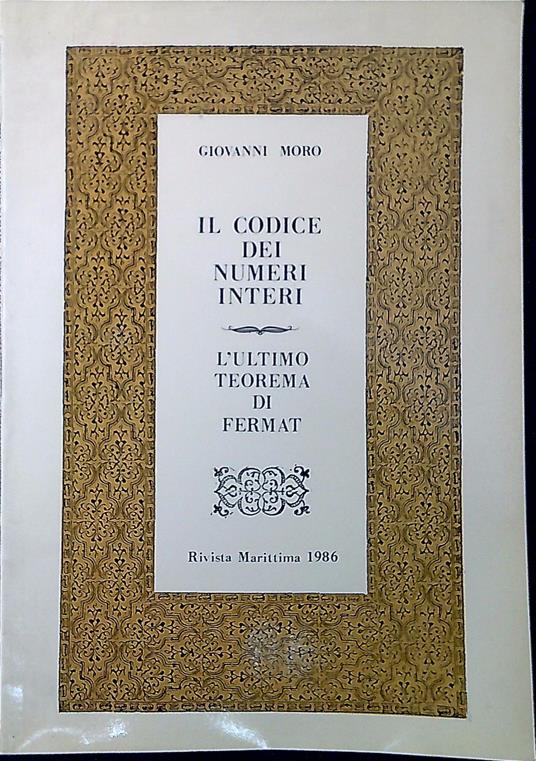 GIOVANNI MORO
IL CODICE
DEI
NUMERI
INTERI
L'ULTIMO
TEOREMA
DI
FERMAT
Rivista Marittima 1986